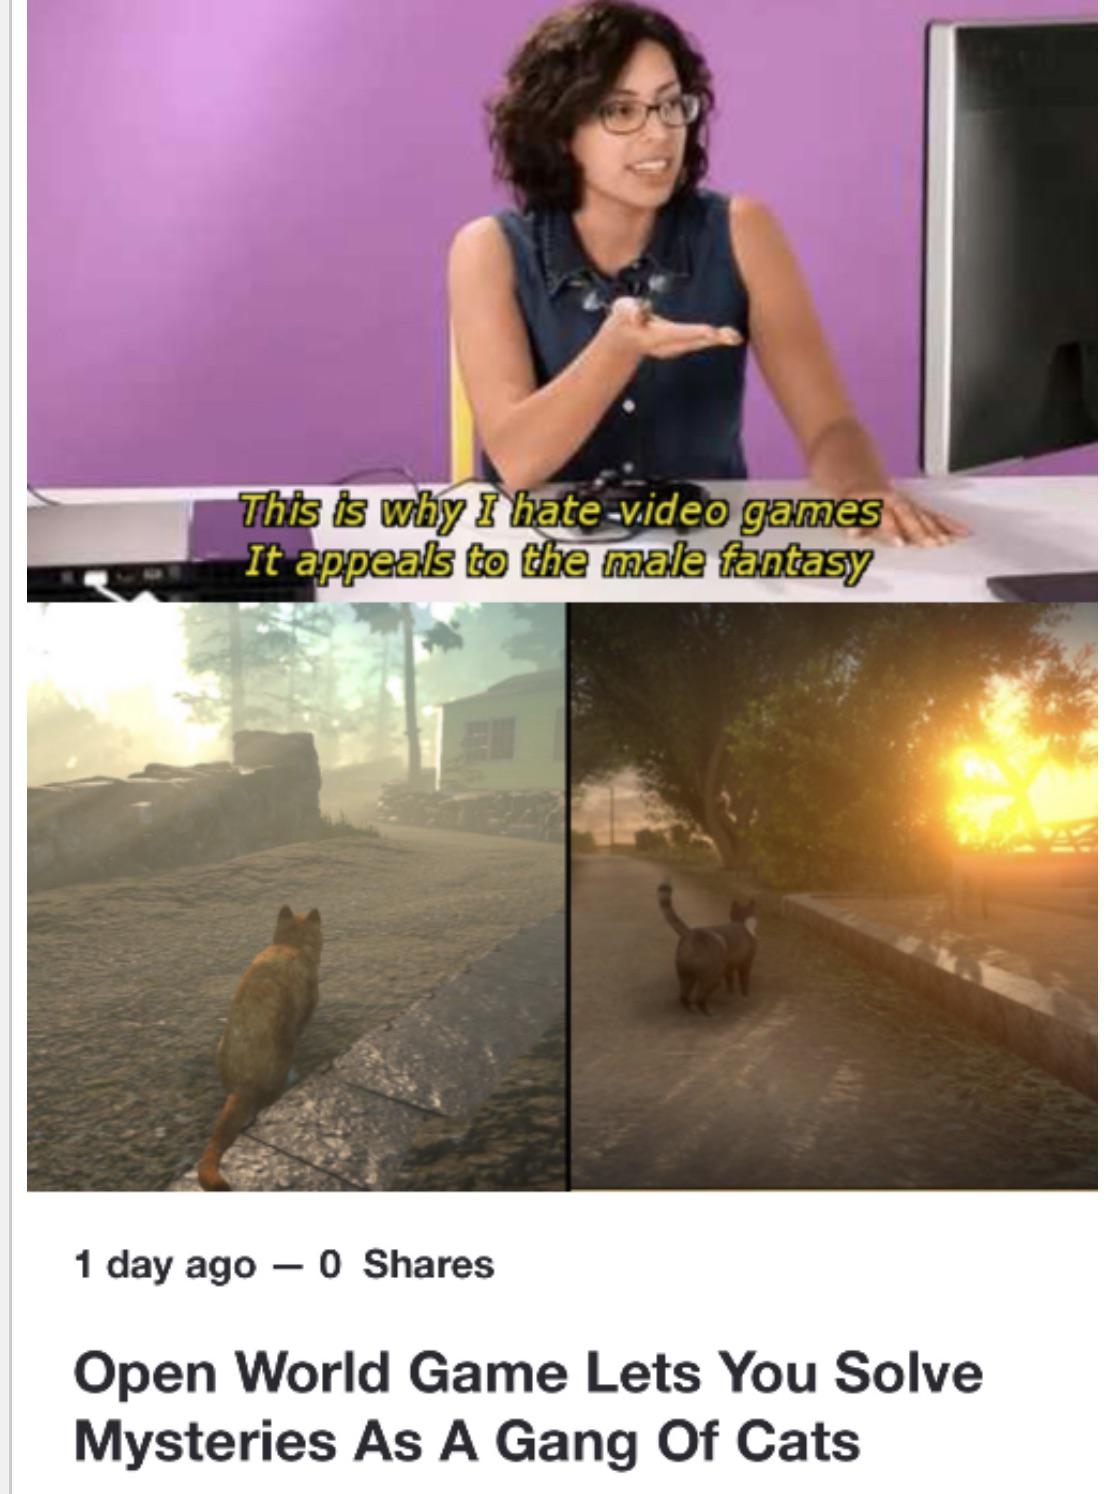 This is why I hate video games
It appeals to the male fantasy
1 day ago — 0 Shares
Open World Game Lets You Solve
Mysteries As A Gang Of Cats